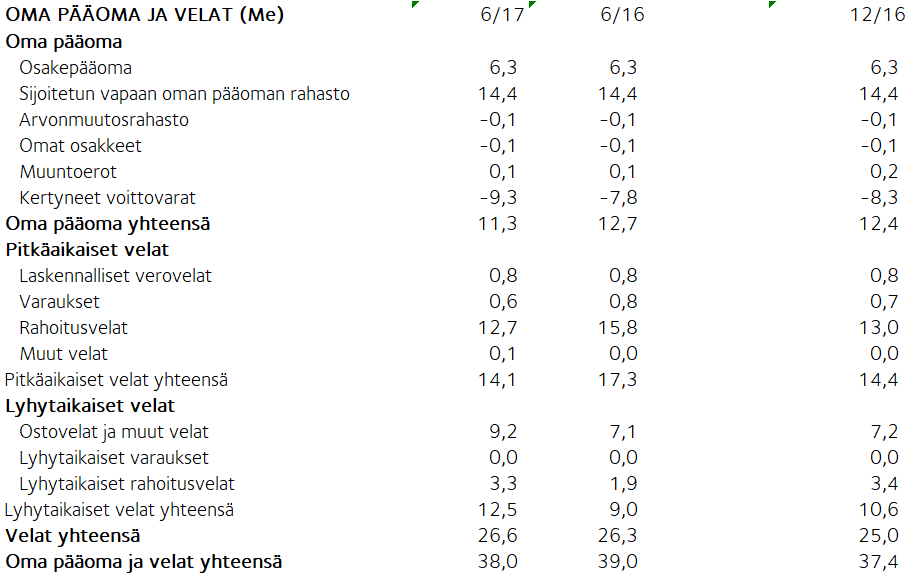 OMA PÄÄOMA JA VELAT (Me) 6/17 6/16 12/16
Oma pääoma
Osakepääoma 6,3 6,3 6,3
Sijoitetun vapaan oman pääoman rahasto 14,4 14,4 14,4
Arvonmuutosrahasto -0,1 -0,1 -0,1
Omat osakkeet -0,1 -0,1 -0,1
Muuntoerot 0,1 0,1 0,2
Kertyneet voittovarat -9,3 -7,8 -8,3
Oma pääoma yhteensä 11,3 12,7 12,4
Pitkäaikaiset velat
Laskennalliset verovelat 0,8 0,8 0,8
Varaukset 0,6 0,8 0,7
Rahoitusvelat 12,7 15,8 13,0
Muut velat 0,1 0,0 0,0
Pitkäaikaiset velat yhteensä 14,1 17,3 14,4
Lyhytaikaiset velat
Ostovelat ja muut velat 9,2 7,1 7,2
Lyhytaikaiset varaukset 0,0 0,0 0,0
Lyhytaikaiset rahoitusvelat 3,3 1,9 3,4
Lyhytaikaiset velat yhteensä 12,5 9,0 10,6
Velat yhteensä 26,6 26,3 25,0
Oma pääoma ja velat yhteensä 38,0 39,0 37,4